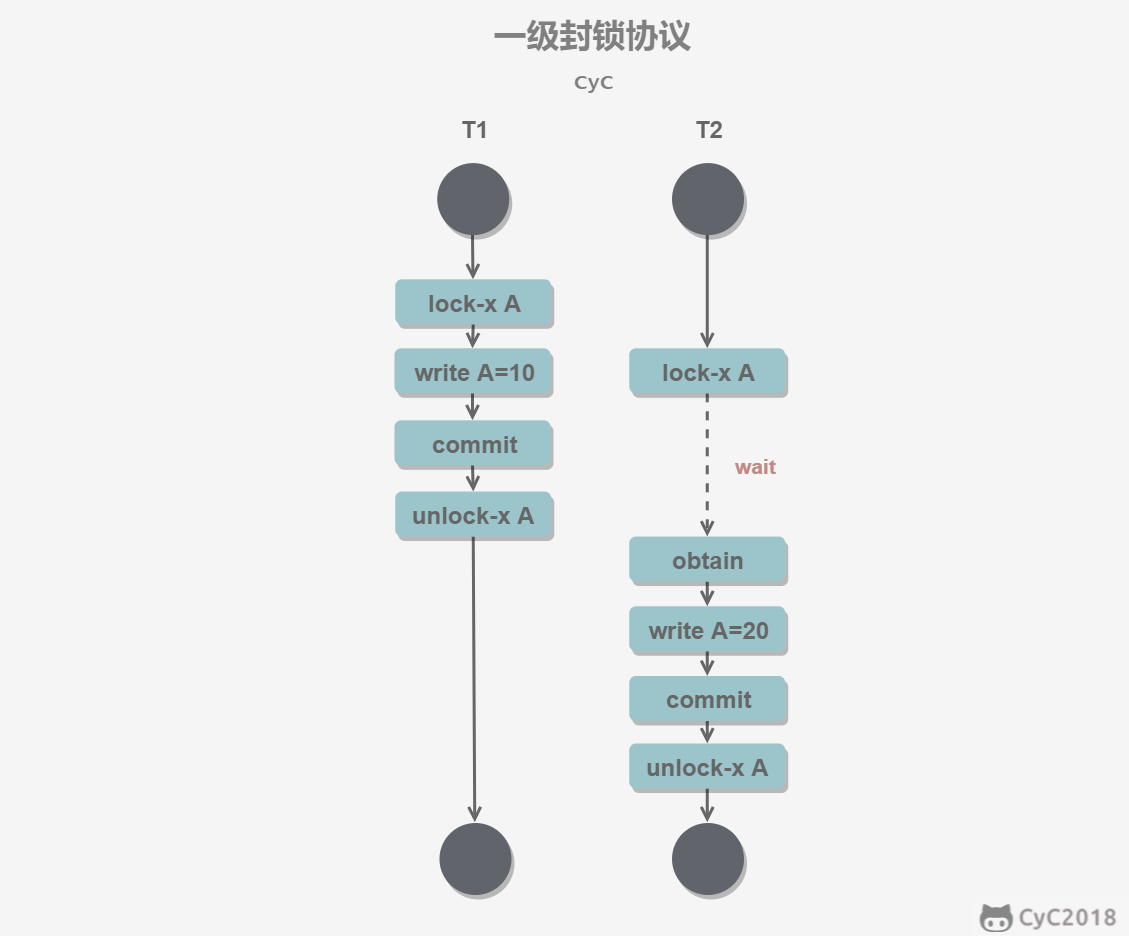 一级封锁协议
CyC
T1 T2
lock-x A
write A=10 lock-x A
commit
wait
unlock-x A
obtain
write A=20
commit
unlock-x A
CyC2018